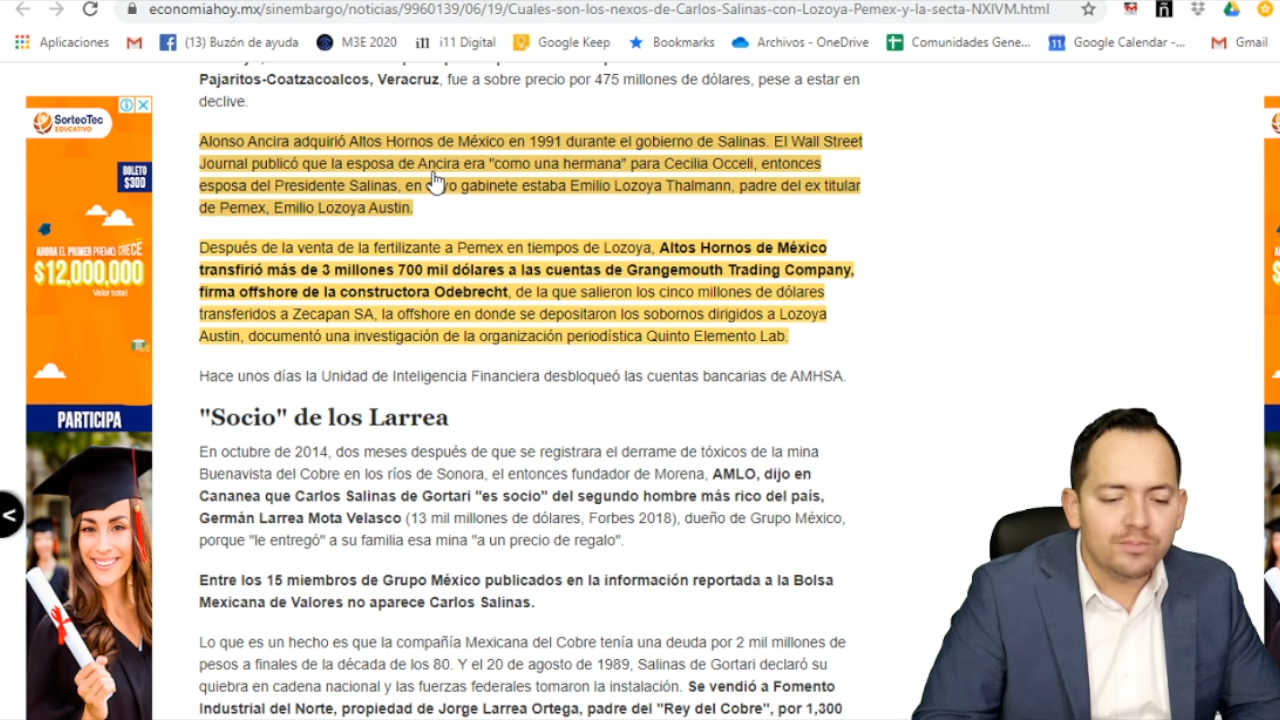 economiahoy.mx/sinembargo/noticias/9960139/06/19/Cuales-son-los-nexos-de-Carlos-Salinas-con-Lozoya-Pemex-y-la-secta-NXIVM.html
Aplicaciones (13) Buzón de ayuda M3E 2020 i11 Digital Google Keep Bookmarks Archivos - OneDrive Comunidades Gene... Google Calendar -... Gmail
Pajaritos-Coatzacoalcos, Veracruz, fue a sobre precio por 475 millones de dólares, pese a estar en
declive.
Alonso Ancira adquirió Altos Hornos de México en 1991 durante el gobierno de Salinas. El Wall Street
Journal publicó que la esposa de Ancira era "como una hermana" para Cecilia Occeli, entonces
esposa del Presidente Salinas, en gabinete estaba Emilio Lozoya Thalmann, padre del ex titular
de Pemex, Emilio Lozoya Austin.
Después de la venta de la fertilizante a Pemex en tiempos de Lozoya, Altos Hornos de México
transfirió más de 3 millones 700 mil dólares a las cuentas de Grangemouth Trading Company,
firma offshore de la constructora Odebrecht, de la que salieron los cinco millones de dólares
transferidos a Zecapan SA, la offshore en donde se depositaron los sobornos dirigidos a Lozoya
Austin, documentó una investigación de la organización periodística Quinto Elemento Lab.
Hace unos días la Unidad de Inteligencia Financiera desbloqueó las cuentas bancarias de AMHSA.
"Socio" de los Larrea
En octubre de 2014, dos meses después de que se registrara el derrame de tóxicos de la mina
Buenavista del Cobre en los ríos de Sonora, el entonces fundador de Morena, AMLO, dijo en
Cananea que Carlos Salinas de Gortari "es socio" del segundo hombre más rico del país,
Germán Larrea Mota Velasco (13 mil millones de dólares, Forbes 2018), dueño de Grupo México,
porque "le entregó" a su familia esa mina "a un precio de regalo".
Entre los 15 miembros de Grupo México publicados en la información reportada a la Bolsa
Mexicana de Valores no aparece Carlos Salinas.
Lo que es un hecho es que la compañía Mexicana del Cobre tenía una deuda por 2 mil millones de
pesos a finales de la década de los 80. Y el 20 de agosto de 1989, Salinas de Gortari declaró su
quiebra en cadena nacional y las fuerzas federales tomaron la instalación. Se vendió a Fomento
Industrial del Norte, propiedad de Jorge Larrea Ortega, padre del "Rey del Cobre", por 1,300
SorteoTec
EDUCATIVO
BOLETO
$300
AHORA EL PRIMER PREMIO CRECE
$12,000,000
Valor total
PARTICIPA